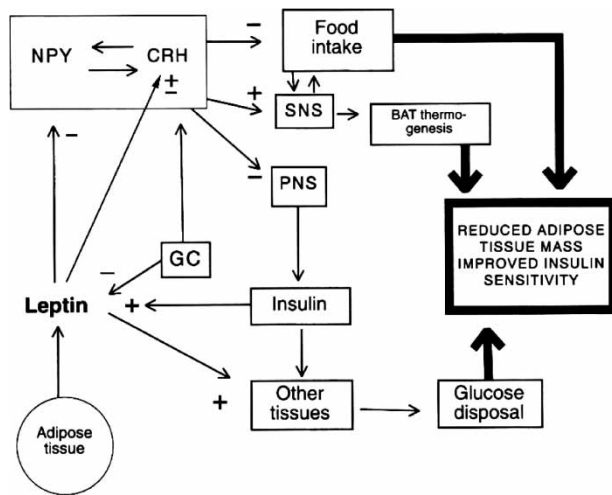 NPY
CRH
±
−
−
Food
intake
+
SNS
BAT thermo-
genesis
−
−
PNS
REDUCED ADIPOSE
TISSUE MASS
IMPROVED INSULIN
SENSITIVITY
GC
−
Leptin
+
Insulin
+
Other
tissues
Glucose
disposal
Adipose
tissue